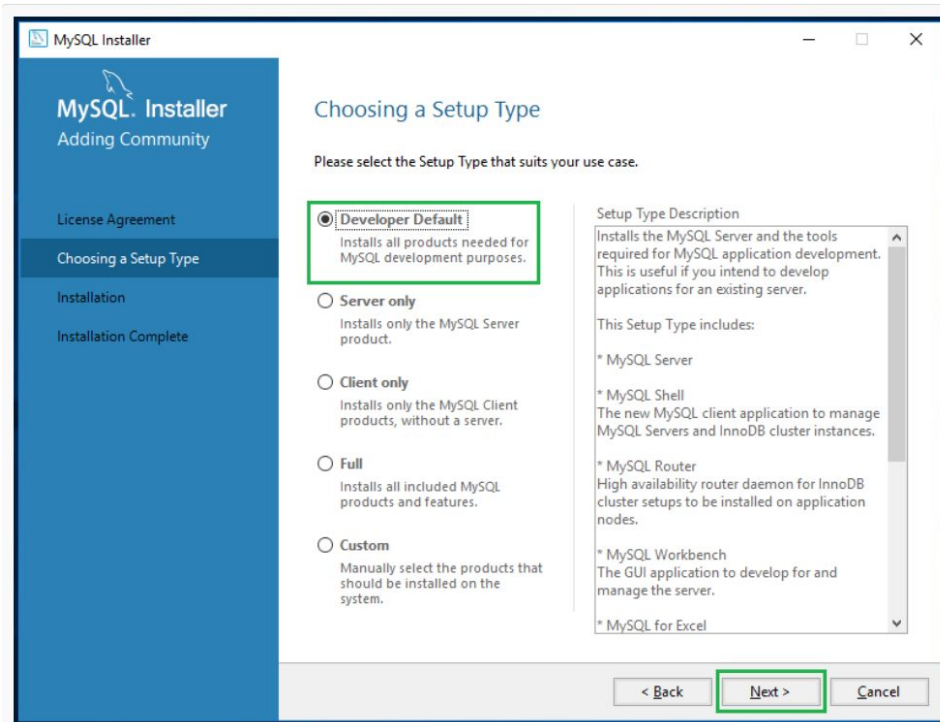 MySQL Installer
MySQL. Installer
Adding Community
License Agreement
Choosing a Setup Type
Installation
Installation Complete
Choosing a Setup Type
Please select the Setup Type that suits your use case.
Developer Default
Installs all products needed for
MySQL development purposes.
Server only
Installs only the MySQL Server
product.
Client only
Installs only the MySQL Client
products, without a server.
Full
Installs all included MySQL
products and features.
Custom
Manually select the products that
should be installed on the
system.
Setup Type Description
Installs the MySQL Server and the tools
required for MySQL application development.
This is useful if you intend to develop
applications for an existing server.
This Setup Type includes:
* MySQL Server
* MySQL Shell
The new MySQL client application to manage
MySQL Servers and InnoDB cluster instances.
* MySQL Router
High availability router daemon for InnoDB
cluster setups to be installed on application
nodes.
* MySQL Workbench
The GUI application to develop for and
manage the server.
* MySQL for Excel
< Back
Next >
Cancel